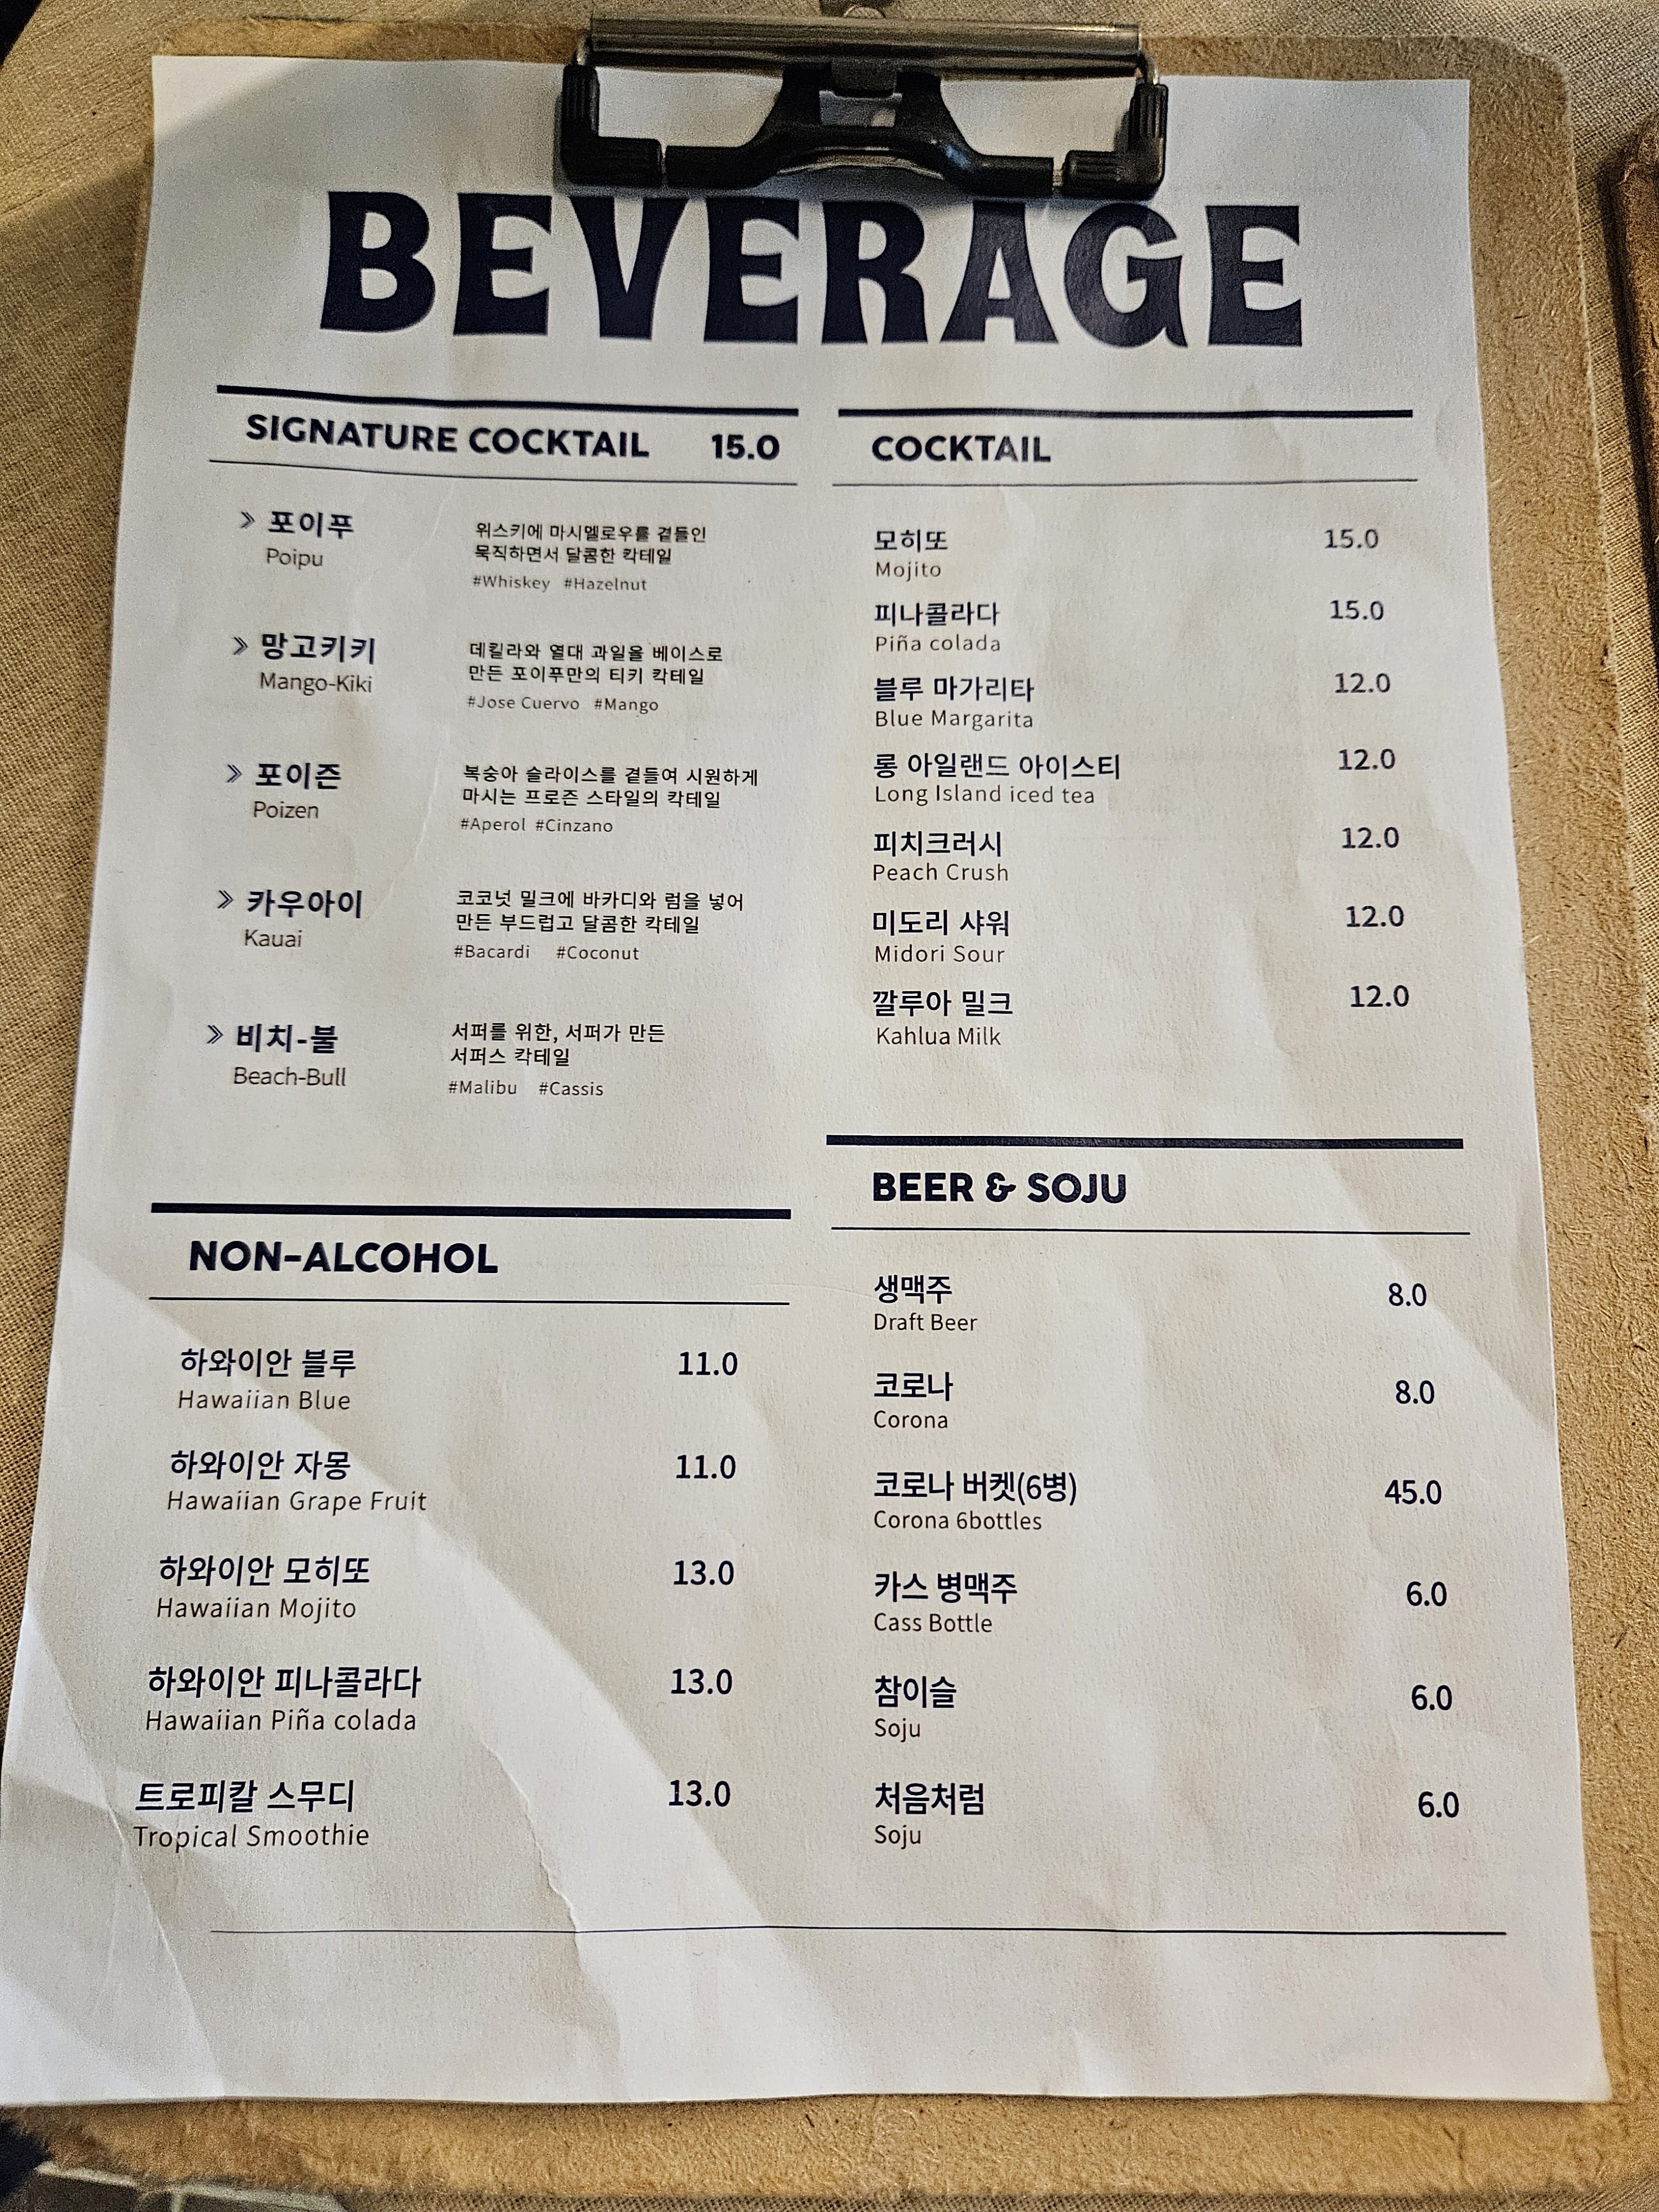 BEVERAGE
SIGNATURE COCKTAIL 15.0
» 포이푸
Poipu
위스키에 마시멜로우를 곁들인
묵직하면서 달콤한 칵테일
#Whiskey #Hazelnut
» 망고키키
Mango-Kiki
데킬라와 열대 과일을 베이스로
만든 포이푸만의 티키 칵테일
#Jose Cuervo #Mango
» 포이즌
Poizen
복숭아 슬라이스를 곁들여 시원하게
마시는 프로즌 스타일의 칵테일
#Aperol #Cinzano
» 카우아이
Kauai
코코넛 밀크에 바카디와 럼을 넣어
만든 부드럽고 달콤한 칵테일
#Bacardi #Coconut
» 비치-불
Beach-Bull
서퍼를 위한, 서퍼가 만든
서퍼스 칵테일
#Malibu #Cassis
NON-ALCOHOL
하와이안 블루 11.0
Hawaiian Blue
하와이안 자몽 11.0
Hawaiian Grape Fruit
하와이안 모히또 13.0
Hawaiian Mojito
하와이안 피나콜라다 13.0
Hawaiian Piña colada
트로피칼 스무디 13.0
Tropical Smoothie
COCKTAIL
모히또 15.0
Mojito
피나콜라다 15.0
Piña colada
블루 마가리타 12.0
Blue Margarita
롱 아일랜드 아이스티 12.0
Long Island iced tea
피치크러시 12.0
Peach Crush
미도리 샤워 12.0
Midori Sour
깔루아 밀크 12.0
Kahlua Milk
BEER & SOJU
생맥주 8.0
Draft Beer
코로나 8.0
Corona
코로나 버켓(6병) 45.0
Corona 6bottles
카스 병맥주 6.0
Cass Bottle
참이슬 6.0
Soju
처음처럼 6.0
Soju